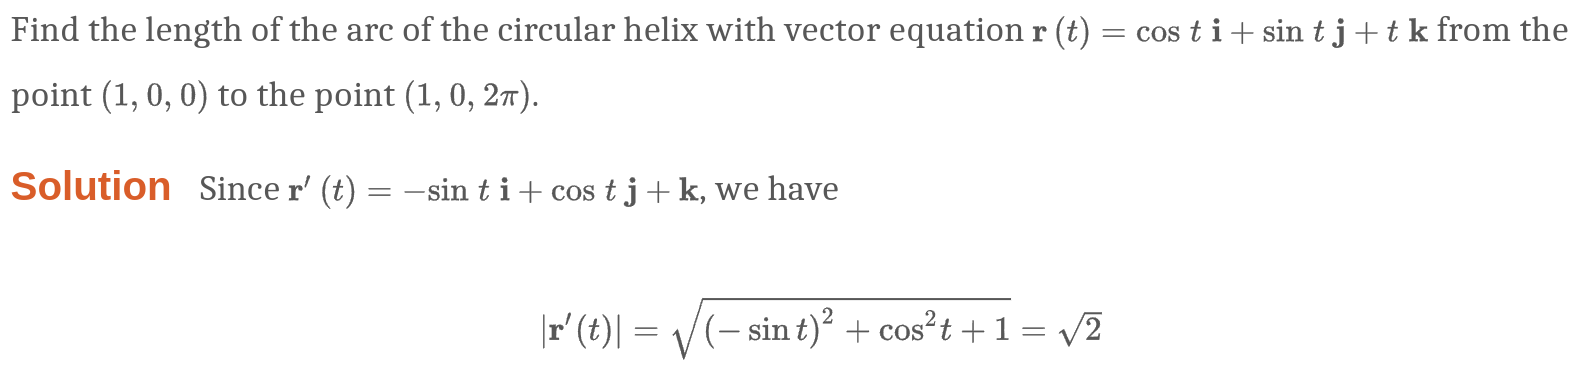 Find the length of the arc of the circular helix with vector equation r (t) = cos t i + sin t j + t k from the
point (1, 0, 0) to the point (1, 0, 2π).
Solution Since r′ (t) = −sin t i + cos t j + k, we have
|r′(t)| = √((− sin t)² + cos² t + 1) = √2